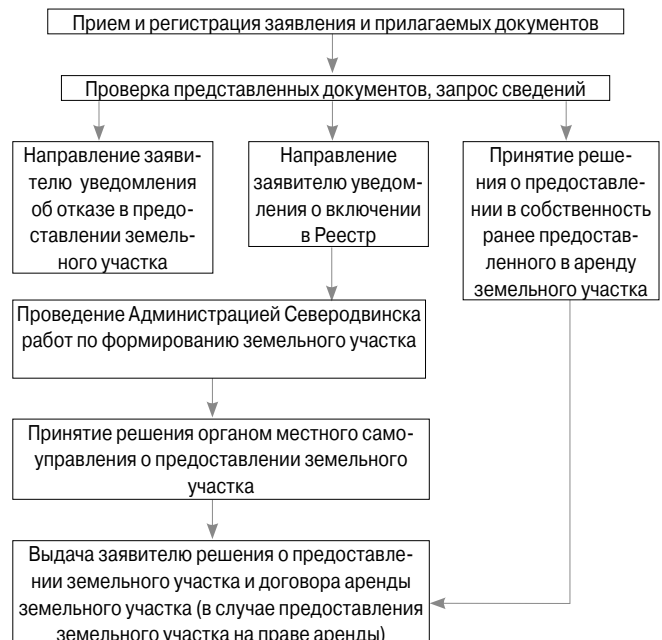 Прием и регистрация заявления и прилагаемых документов
Проверка представленных документов, запрос сведений
Направление заяви-
телю уведомления
об отказе в предо-
ставлении земель-
ного участка
Направление
заявителю уведом-
ления о включении
в Реестр
Принятие реше-
ния о предоставле-
нии в собственность
ранее предостав-
ленного в аренду
земельного участка
Проведение Администрацией Северодвинска
работ по формированию земельного участка
Принятие решения органом местного само-
управления о предоставлении земельного
участка
Выдача заявителю решения о предоставле-
нии земельного участка и договора аренды
земельного участка (в случае предоставления
земельного участка на праве аренды)